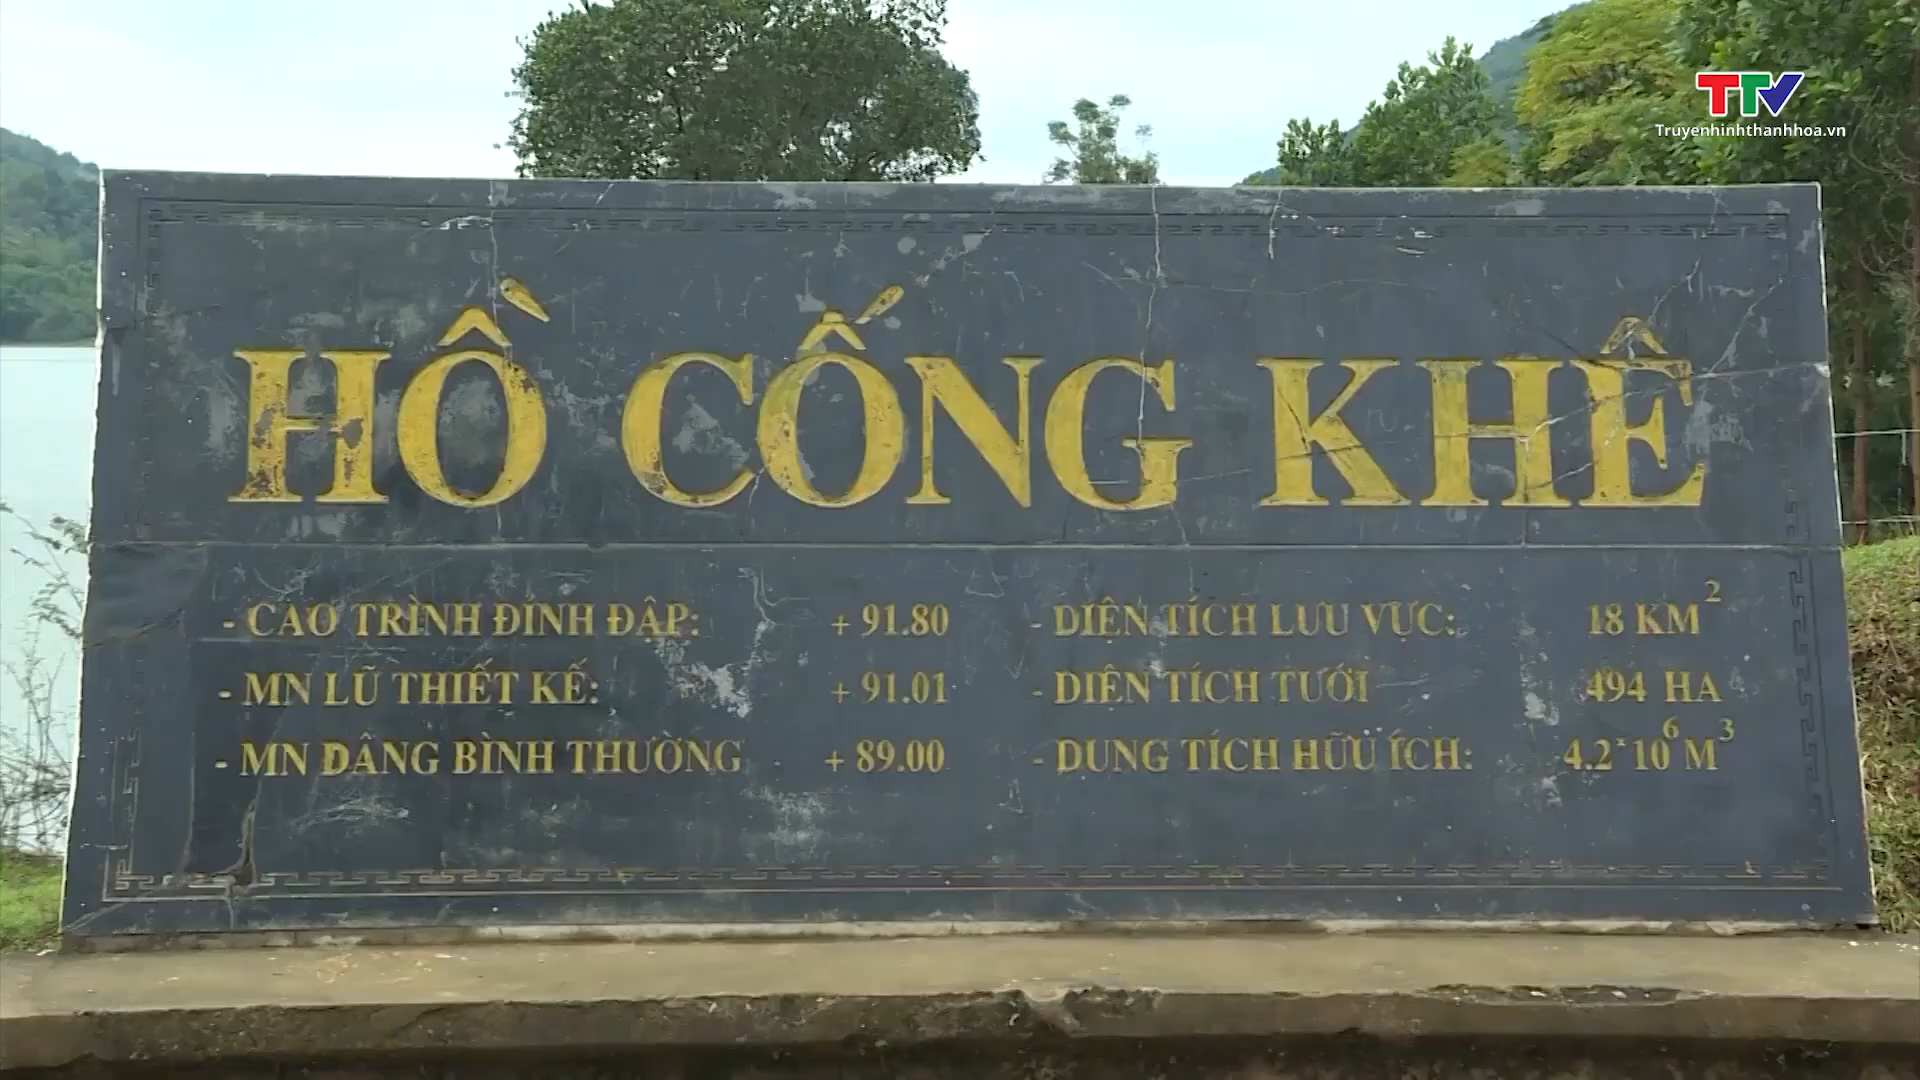 TTV
Truyenhinhthanhhoa.vn
HỒ CỐNG KHÊ
- CAO TRÌNH ĐỈNH ĐẬP: + 91.80
- MN LŨ THIẾT KẾ: + 91.01
- MN DÂNG BÌNH THƯỜNG + 89.00
- DIỆN TÍCH LƯU VỰC: 18 KM²
- DIỆN TÍCH TƯỚI 494 HA
- DUNG TÍCH HỮU ÍCH: 4.2*10⁶ M³